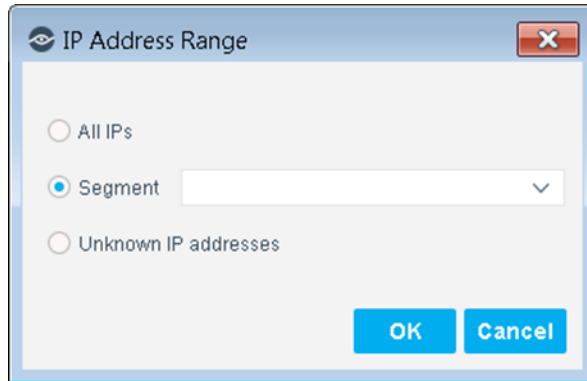 IP Address Range
All IPs
Segment
Unknown IP addresses
OK Cancel